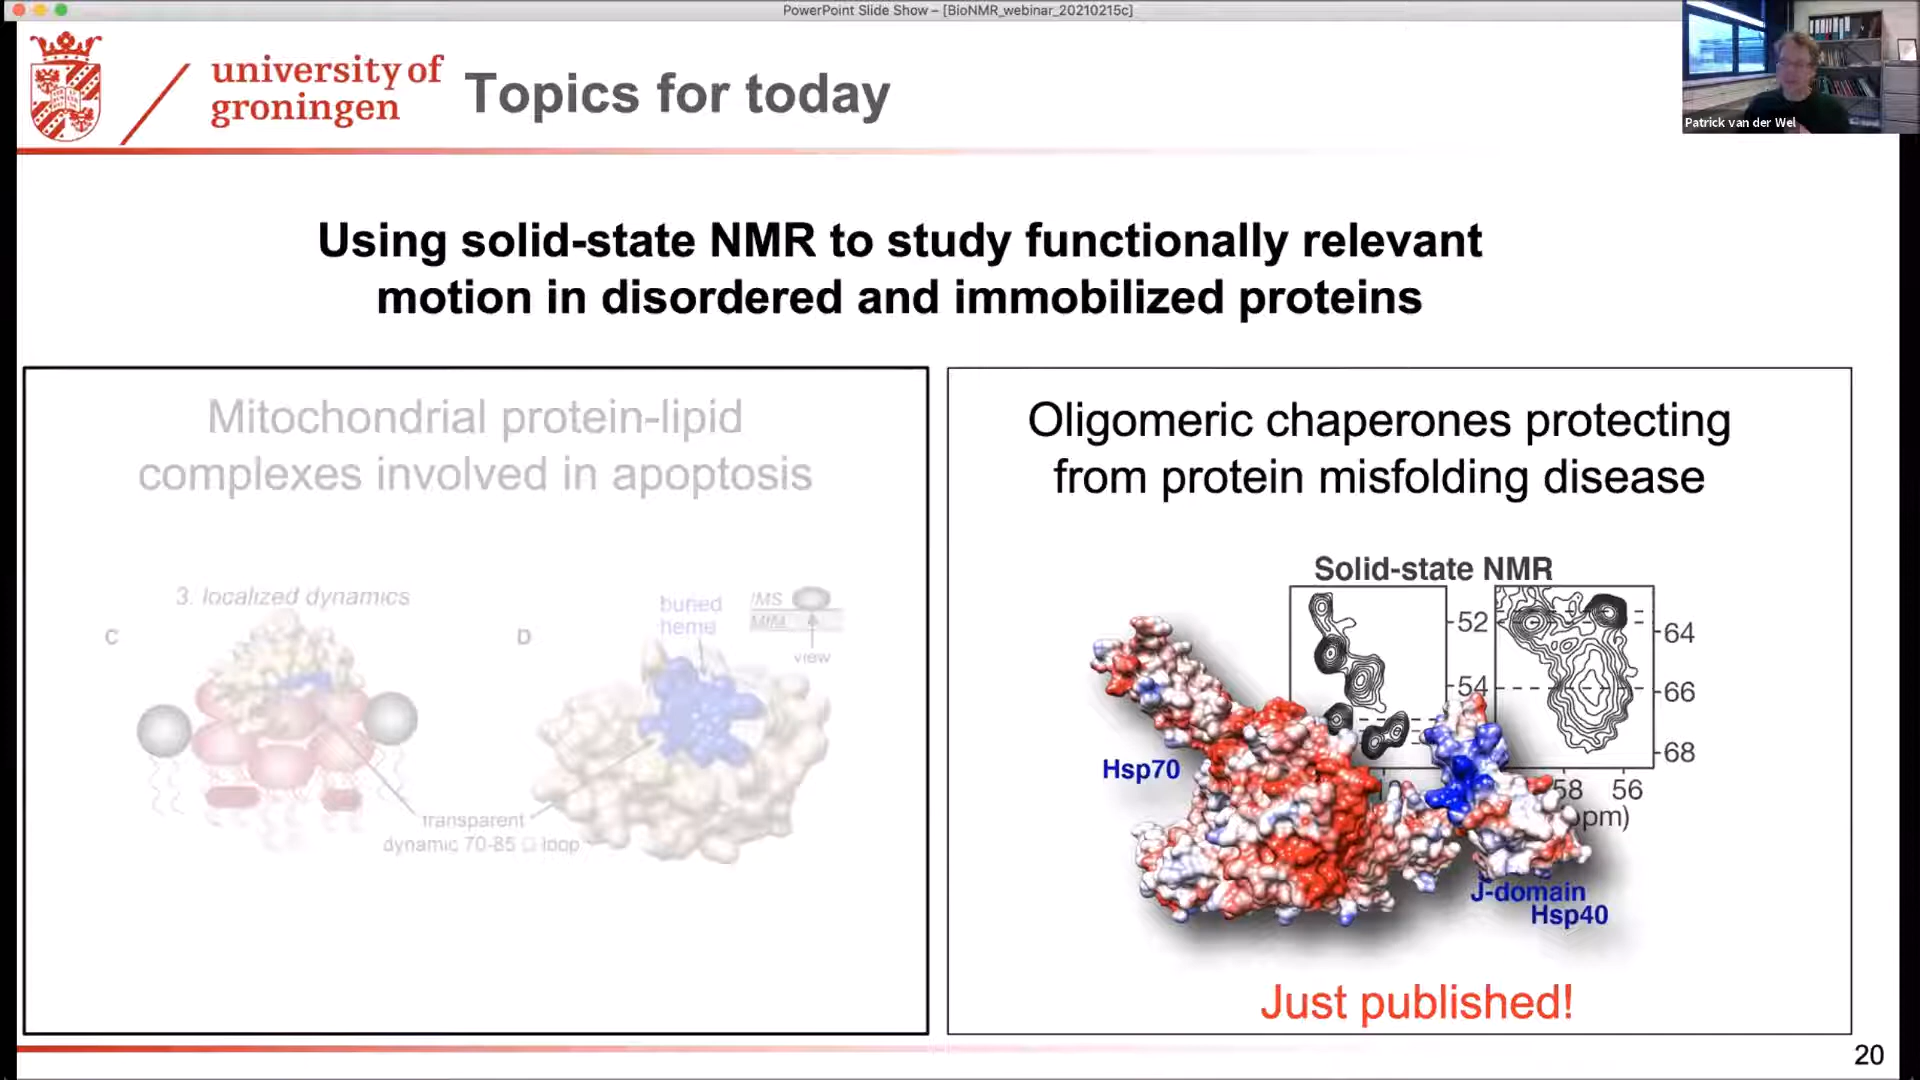 PowerPoint Slide Show – [BioNMR_webinar_20210215c]
university of
groningen
Topics for today
Patrick van der Wel
Using solid-state NMR to study functionally relevant
motion in disordered and immobilized proteins
Mitochondrial protein-lipid
complexes involved in apoptosis
3. localized dynamics
c
b
buried
heme
IMS
MIM
view
transparent
dynamic 70-85 Ω loop
Oligomeric chaperones protecting
from protein misfolding disease
Solid-state NMR
52
54
64
66
68
58 56
ppm)
Hsp70
J-domain
Hsp40
Just published!
20